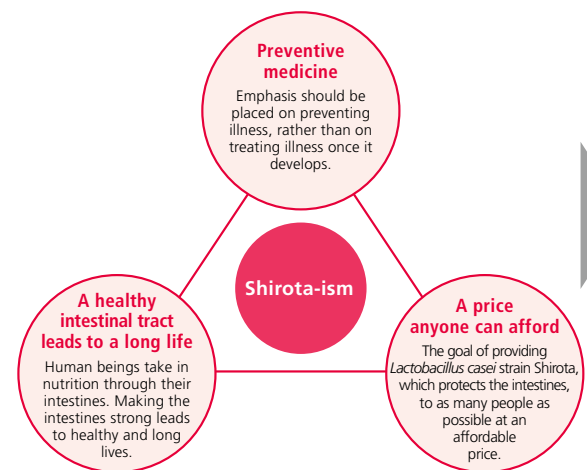 Preventive
medicine
Emphasis should be
placed on preventing
illness, rather than on
treating illness once it
develops.
Shirota-ism
A healthy
intestinal tract
leads to a long life
Human beings take in
nutrition through their
intestines. Making the
intestines strong leads
to healthy and long
lives.
A price
anyone can afford
The goal of providing
Lactobacillus casei strain Shirota,
which protects the intestines,
to as many people as
possible at an
affordable
price.